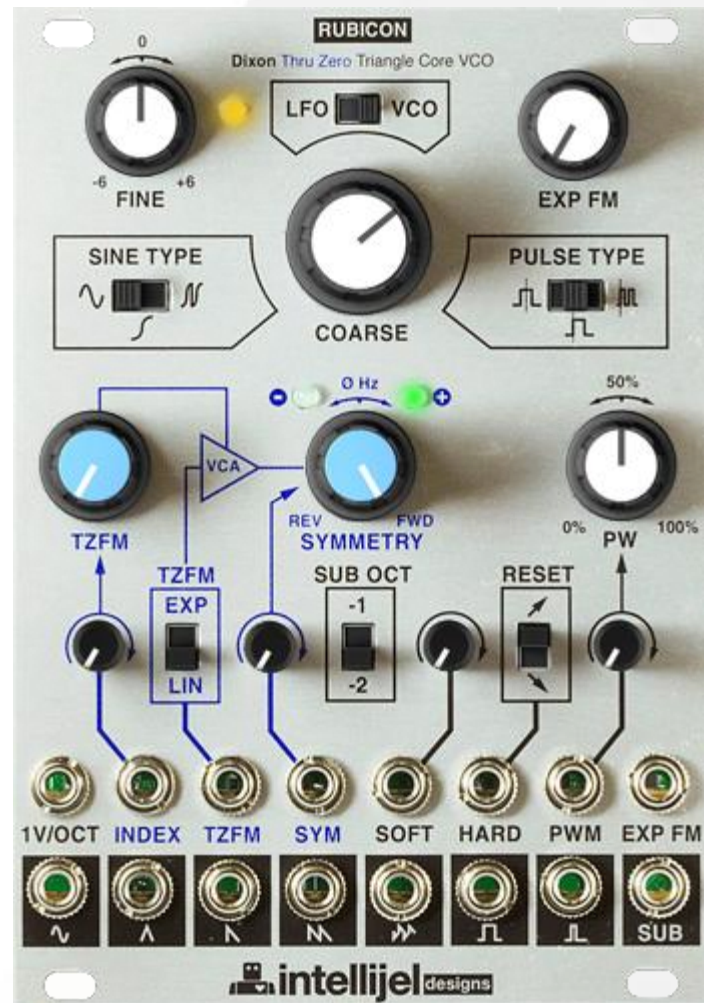 RUBICON
Dixon Thru Zero Triangle Core VCO
0
LFO VCO
-6 +6
FINE
EXP FM
SINE TYPE
PULSE TYPE
COARSE
Ø Hz
- +
50%
VCA
REV FWD
0% 100%
TZFM
SYMMETRY
PW
TZFM
SUB OCT
RESET
EXP
-1
LIN
-2
1V/OCT INDEX TZFM SYM SOFT HARD PWM EXP FM
SUB
intellijel designs